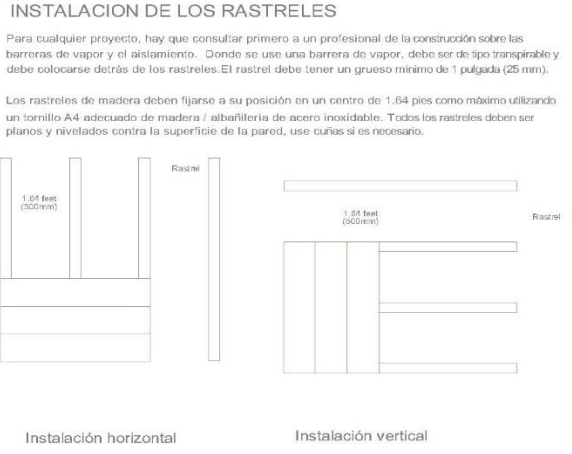 INSTALACION DE LOS RASTRELES
Para cualquier proyecto, hay que consultar primero a un profesional de la construcción sobre las
barreras de vapor y el aislamiento. Donde se use una barrera de vapor, debe ser de tipo transpirable y
debe colocarse detrás de los rastreles.El rastrel debe tener un grueso minimo de 1 pulgada (25 mm).
Los rastreles de madera deben fijarse a su posición en un centro de 1.64 pies como máximo utilizando
un tornillo A4 adecuado de madera / albañileria de acero inoxidable. Todos los rastreles deben ser
planos y nivelados contra la superficie de la pared, use cuñas si es necesario.
Rastrel
1.64 feet
(500mm)
1.64 feet
(500mm)
Rastrel
Instalación horizontal
Instalación vertical